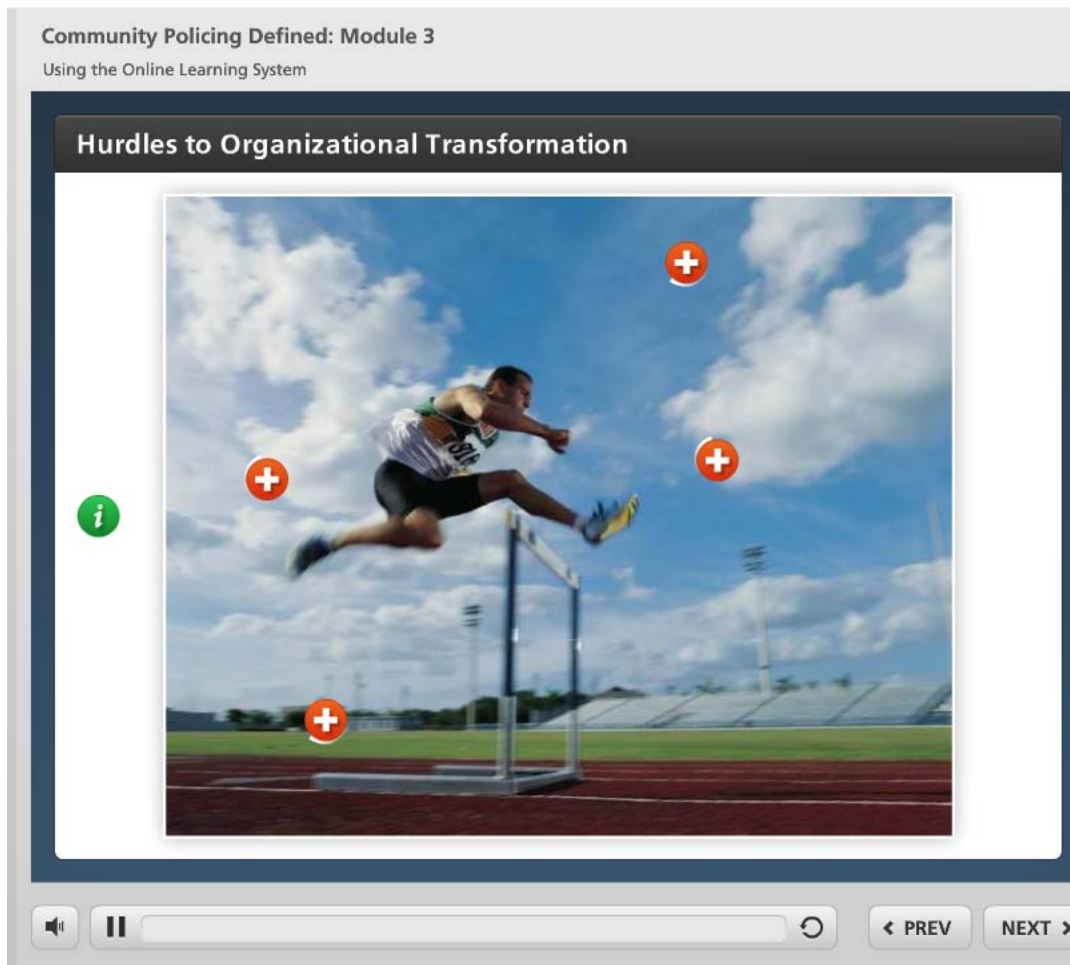 Community Policing Defined: Module 3
Using the Online Learning System
Hurdles to Organizational Transformation
i
PREV
NEXT